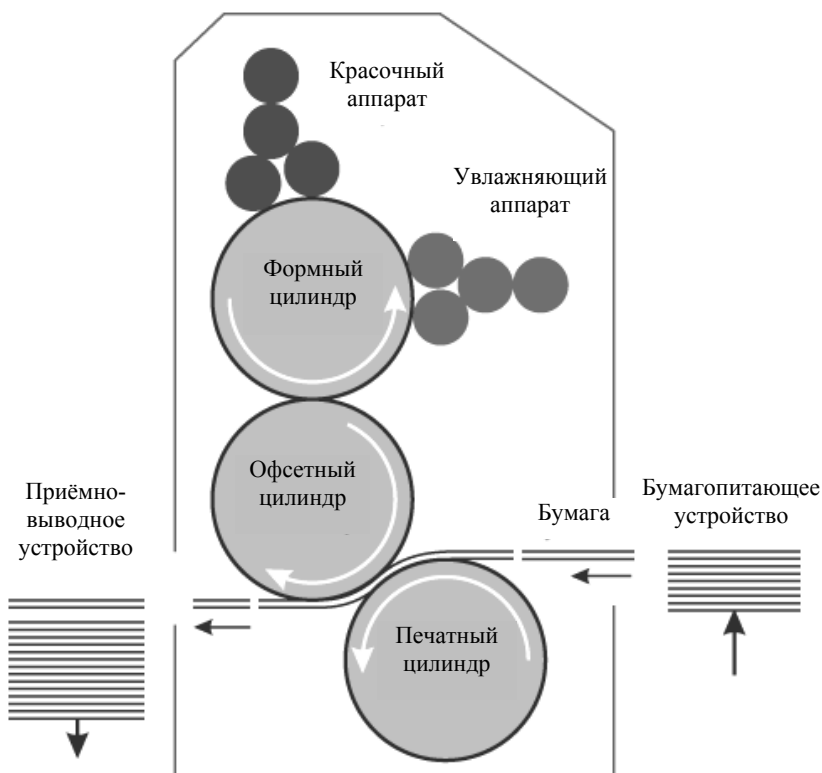 Красочный
аппарат
Увлажняющий
аппарат
Формный
цилиндр
Офсетный
цилиндр
Приёмно-
выводное
устройство
Бумага
Бумагопитающее
устройство
Печатный
цилиндр